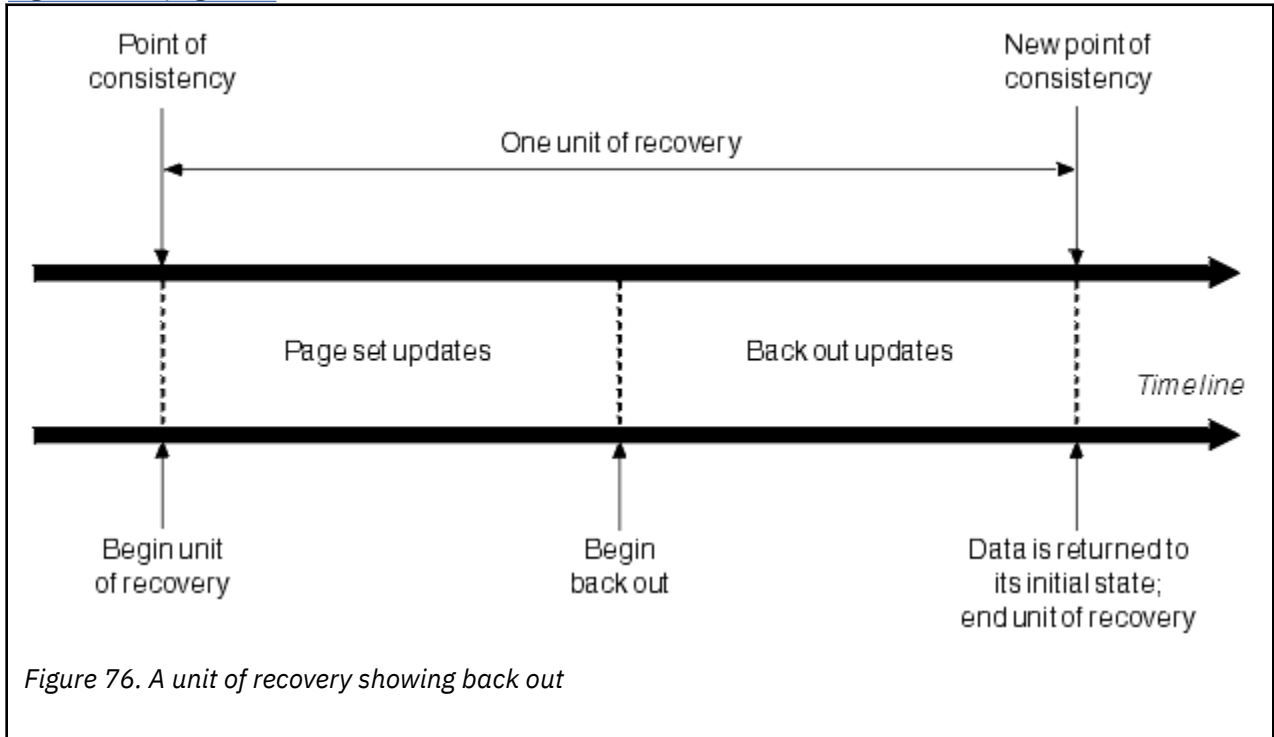 Point of
consistency
New point of
consistency
One unit of recovery
Page set updates
Back out updates
Timeline
Begin unit
of recovery
Begin
back out
Data is returned to
its initial state;
end unit of recovery
Figure 76. A unit of recovery showing back out